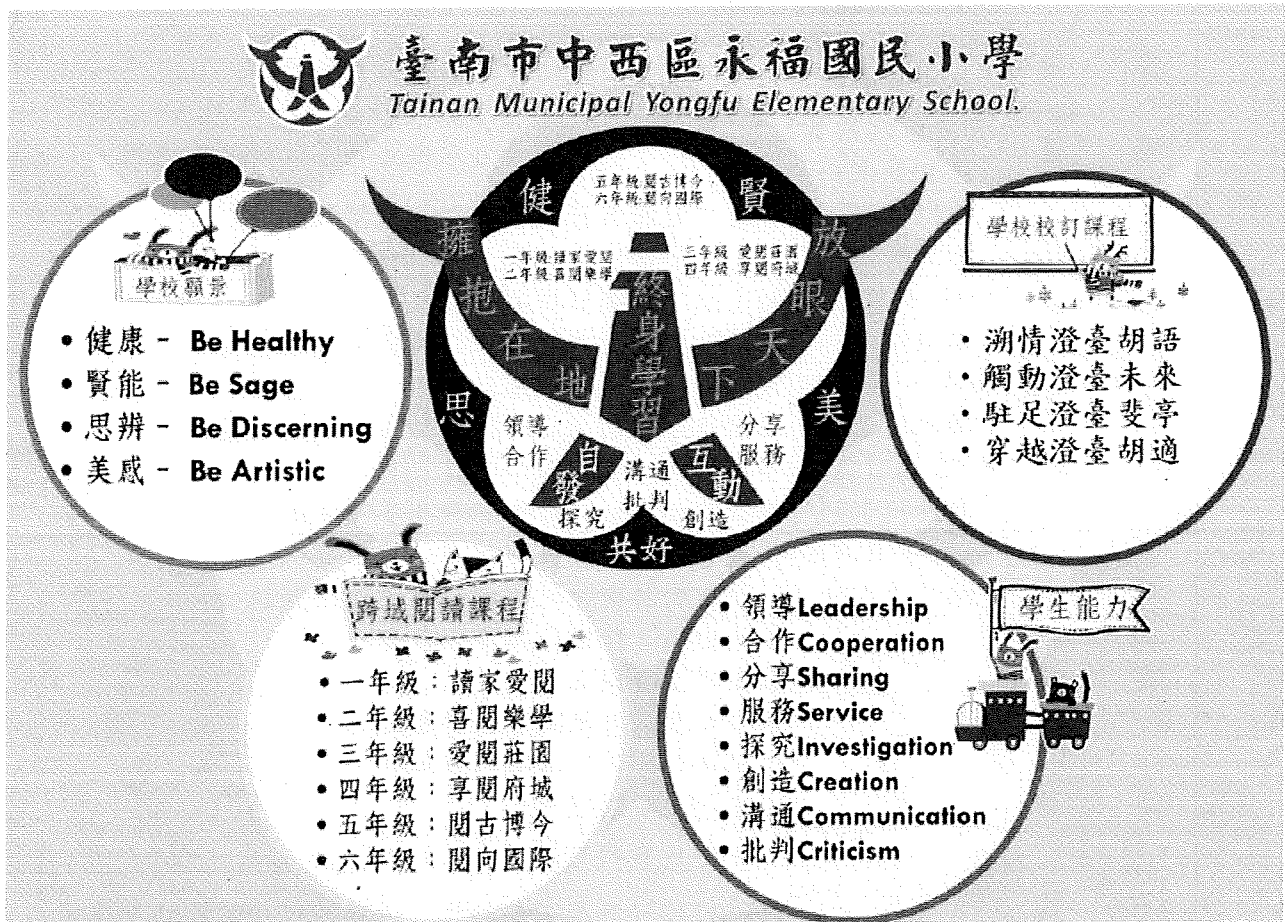 臺南市中西區永福國民小學
Tainan Municipal Yongfu Elementary School.
學校願景
• 健康 - Be Healthy
• 賢能 - Be Sage
• 思辨 - Be Discerning
• 美感 - Be Artistic
健
賢
思
美
共好
擁抱在地
放眼天下
終身學習
五年級 閱古博今
六年級 閱向國際
一年級 讀家愛閱
二年級 喜閱樂學
三年級 愛閱莊園
四年級 享閱府城
領導
合作
分享
服務
自發
互動
溝通
批判
探究
創造
學校校訂課程
• 溯情澄臺胡語
• 觸動澄臺未來
• 駐足澄臺斐亭
• 穿越澄臺胡適
跨域閱讀課程
• 一年級：讀家愛閱
• 二年級：喜閱樂學
• 三年級：愛閱莊園
• 四年級：享閱府城
• 五年級：閱古博今
• 六年級：閱向國際
學生能力
• 領導Leadership
• 合作Cooperation
• 分享Sharing
• 服務Service
• 探究Investigation
• 創造Creation
• 溝通Communication
• 批判Criticism